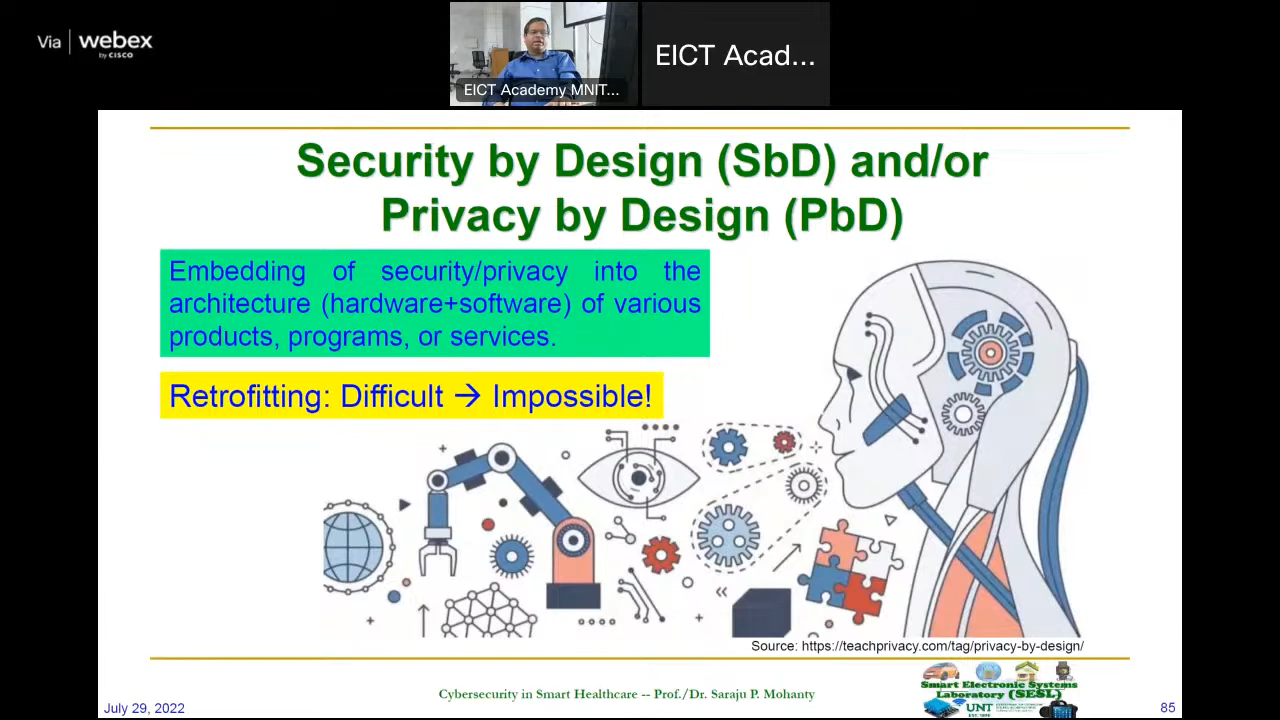 Via | webex
by CISCO
EICT Academy MNIT...
EICT Acad...
Security by Design (SbD) and/or
Privacy by Design (PbD)
Embedding of security/privacy into the
architecture (hardware+software) of various
products, programs, or services.
Retrofitting: Difficult → Impossible!
Source: https://teachprivacy.com/tag/privacy-by-design/
Smart Electronic Systems
Laboratory (SESL)
UNT
Cybersecurity in Smart Healthcare -- Prof./Dr. Saraju P. Mohanty
July 29, 2022
85